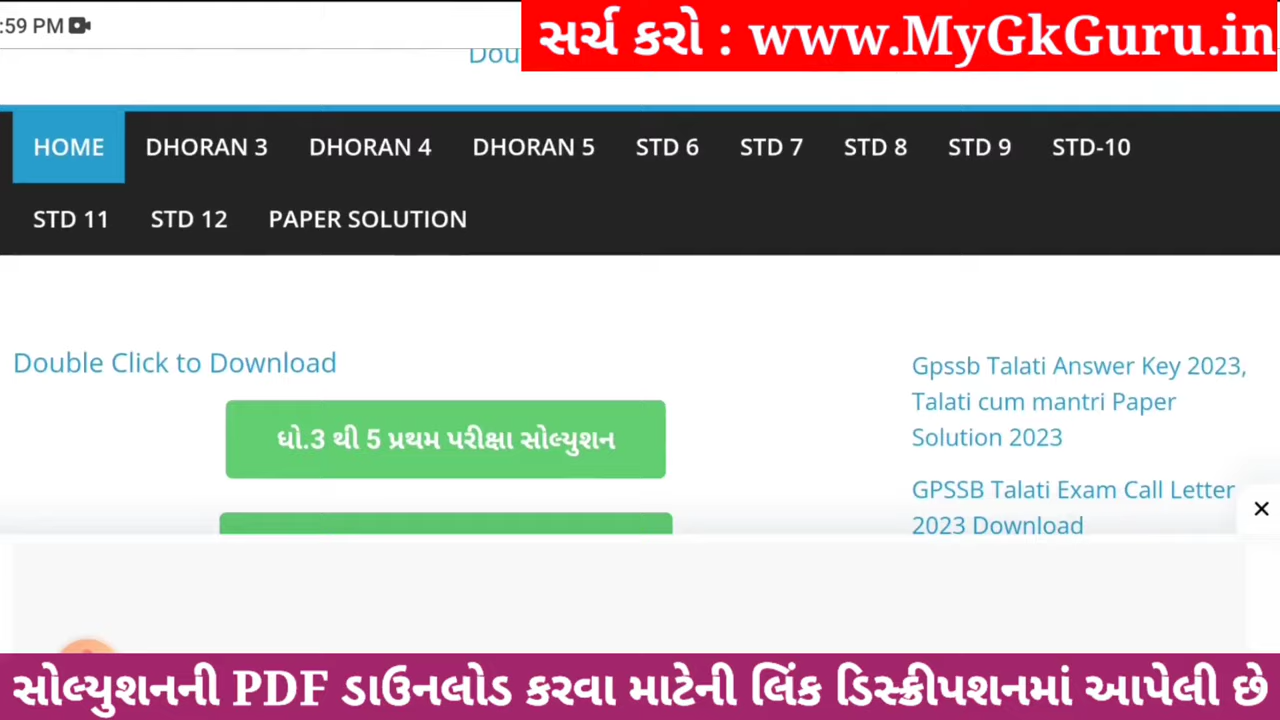 :59 PM
સર્ચ કરો : www.MyGkGuru.in
HOME DHORAN 3 DHORAN 4 DHORAN 5 STD 6 STD 7 STD 8 STD 9 STD-10
STD 11 STD 12 PAPER SOLUTION
Double Click to Download
ધો.3 થી 5 પ્રથમ પરીક્ષા સોલ્યુશન
Gpssb Talati Answer Key 2023,
Talati cum mantri Paper
Solution 2023
GPSSB Talati Exam Call Letter
2023 Download
સોલ્યુશનની PDF ડાઉનલોડ કરવા માટેની લિંક ડિસ્ક્રીપશનમાં આપેલી છે